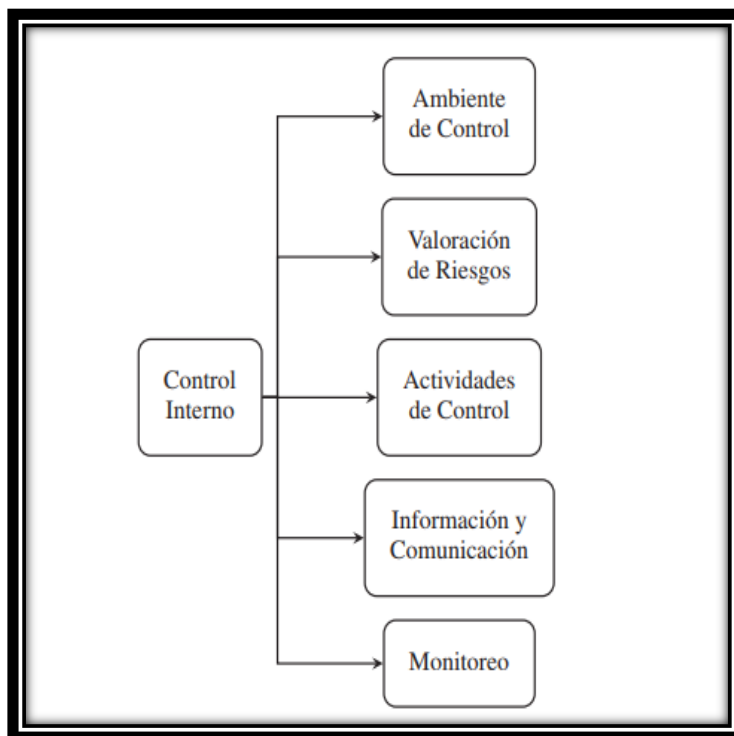 Ambiente
de Control
Valoración
de Riesgos
Control
Interno
Actividades
de Control
Información y
Comunicación
Monitoreo